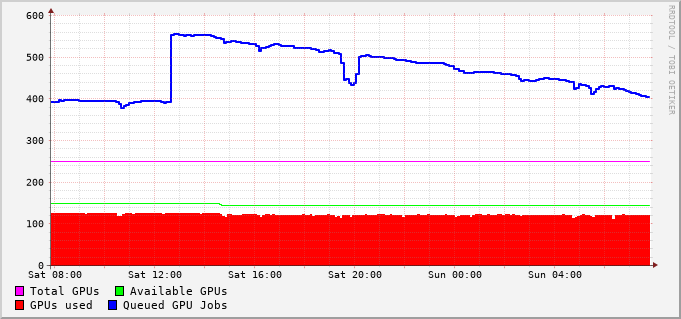 600
500
400
300
200
100
0
Sat 08:00 Sat 12:00 Sat 16:00 Sat 20:00 Sun 00:00 Sun 04:00
Total GPUs Available GPUs
GPUs used Queued GPU Jobs
RRDTOOL / TOBI OETIKER